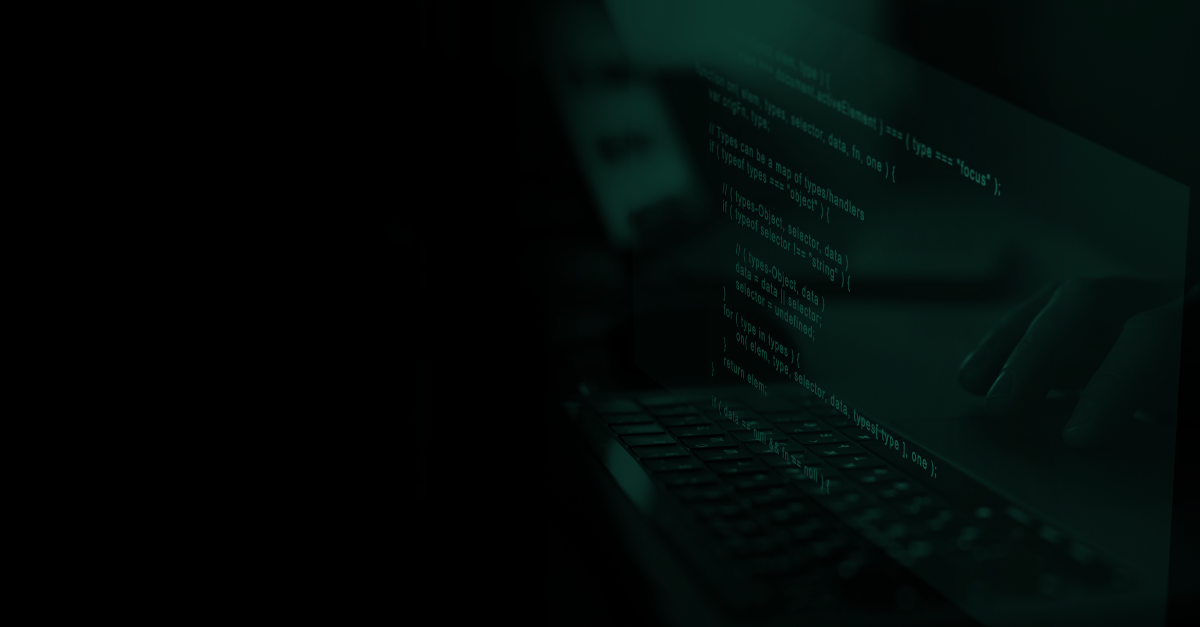 document.activeElement ) === ( type === "focus" );
on( elem, types, selector, data, fn, one ) {
var origFn, type;
// Types can be a map of types/handlers
if ( typeof types === "object" ) {
// ( types-Object, selector, data )
if ( typeof selector !== "string" ) {
// ( types-Object, data )
data = data || selector;
selector = undefined;
}
for ( type in types ) {
on( elem, type, selector, data, types[ type ], one );
}
return elem;
}
if ( data == null && fn == null ) {